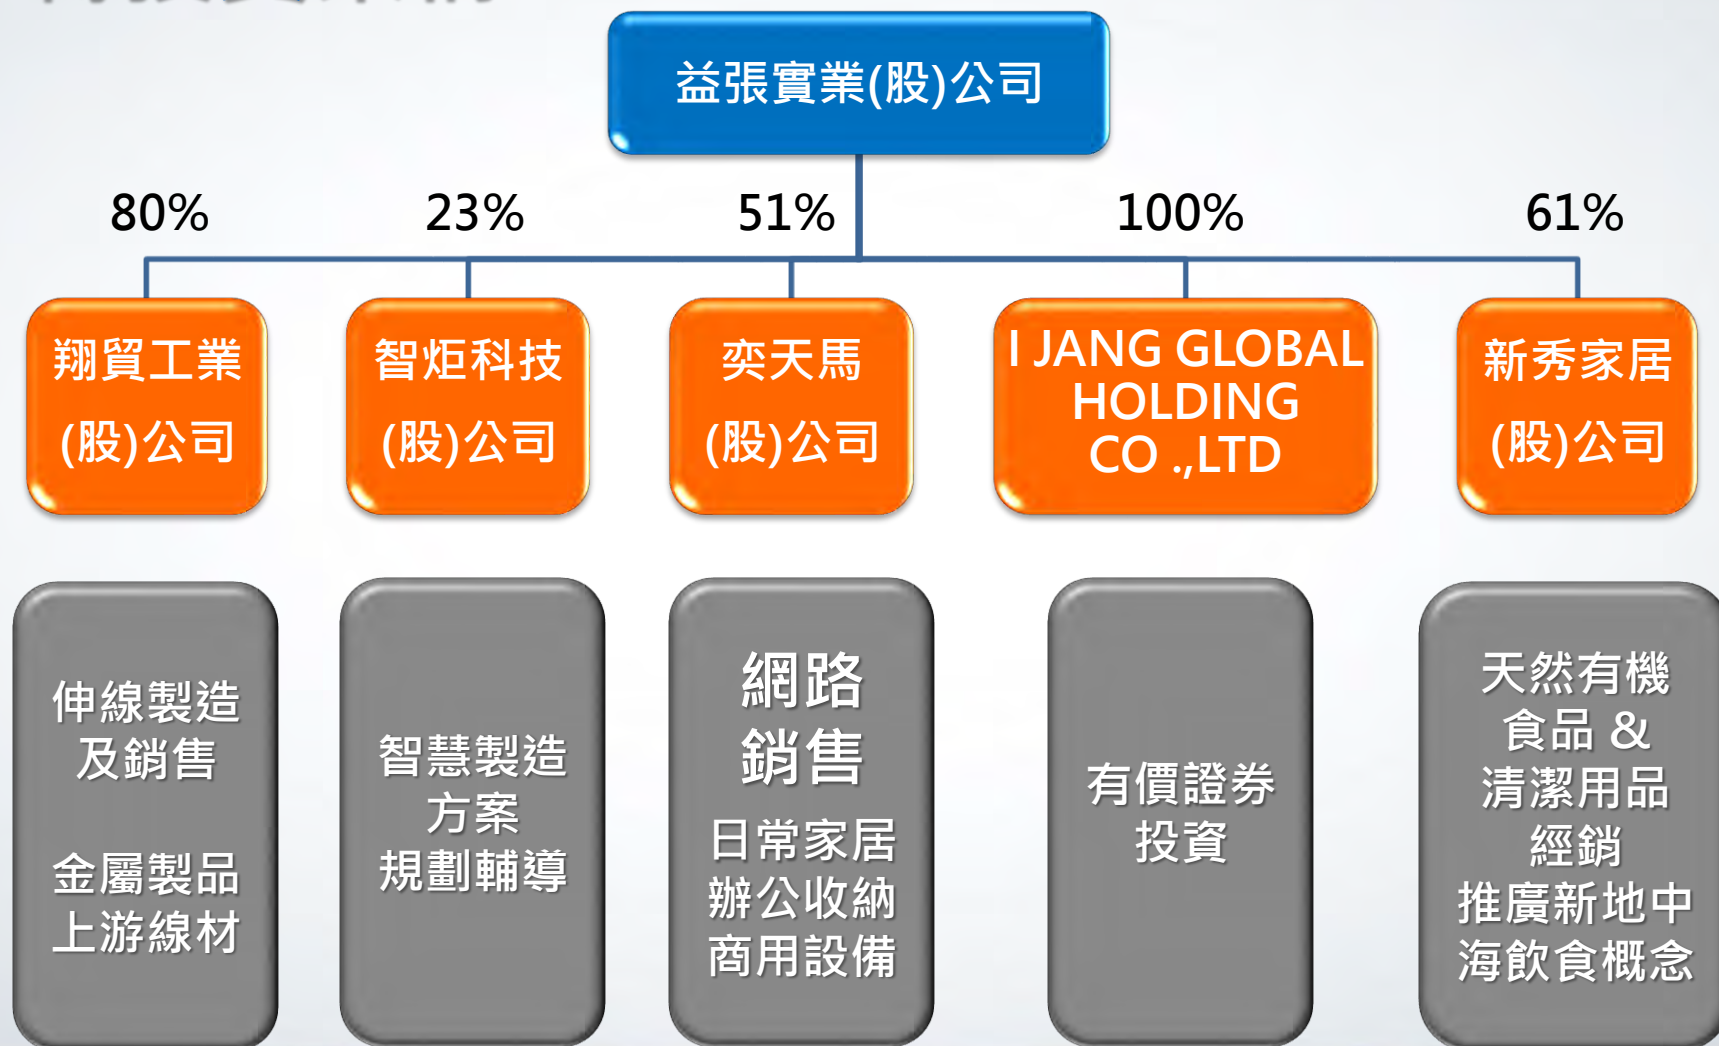 益張實業(股)公司
80%
23%
51%
100%
61%
翔貿工業
(股)公司
智炬科技
(股)公司
奕天馬
(股)公司
I JANG GLOBAL
HOLDING
CO .,LTD
新秀家居
(股)公司
伸線製造
及銷售
金屬製品
上游線材
智慧製造
方案
規劃輔導
網路
銷售
日常家居
辦公收納
商用設備
有價證券
投資
天然有機
食品 &
清潔用品
經銷
推廣新地中
海飲食概念